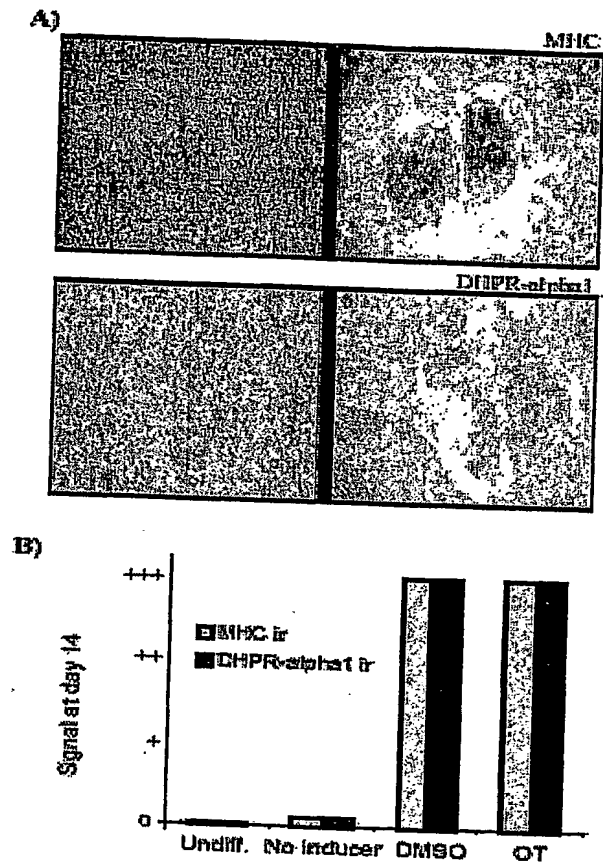 A)
MHC
DHPR-alpha1
B)
+++
++
+
0
Signal at day 14
MHC ir
DHPR-alpha1 ir
Undiff. No inducer DMSO OT